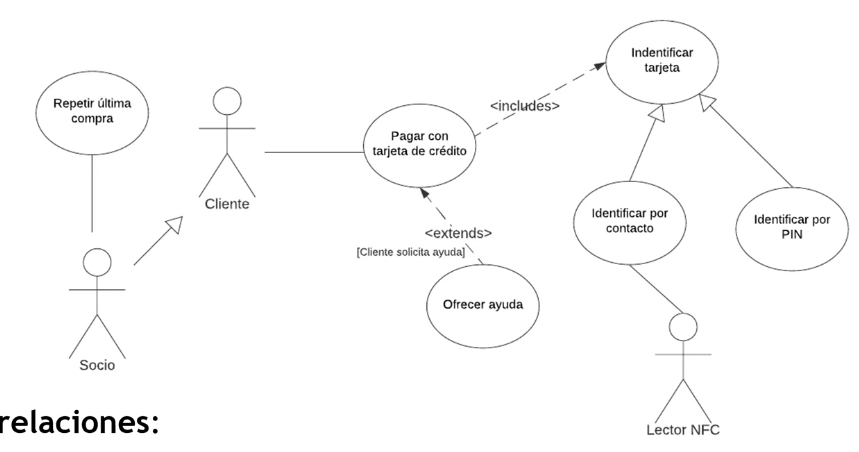 Repetir última
compra
Cliente
Socio
Pagar con
tarjeta de crédito
<includes>
Indentificar
tarjeta
<extends>
[Cliente solicita ayuda]
Ofrecer ayuda
Identificar por
contacto
Identificar por
PIN
Lector NFC
relaciones: